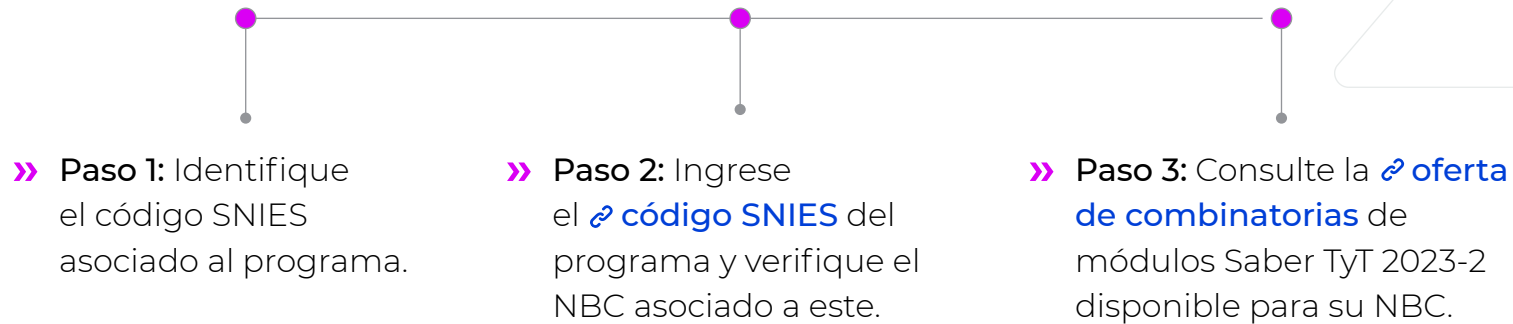 » Paso 1: Identifique
el código SNIES
asociado al programa.
» Paso 2: Ingrese
el código SNIES del
programa y verifique el
NBC asociado a este.
» Paso 3: Consulte la oferta
de combinatorias de
módulos Saber TyT 2023-2
disponible para su NBC.